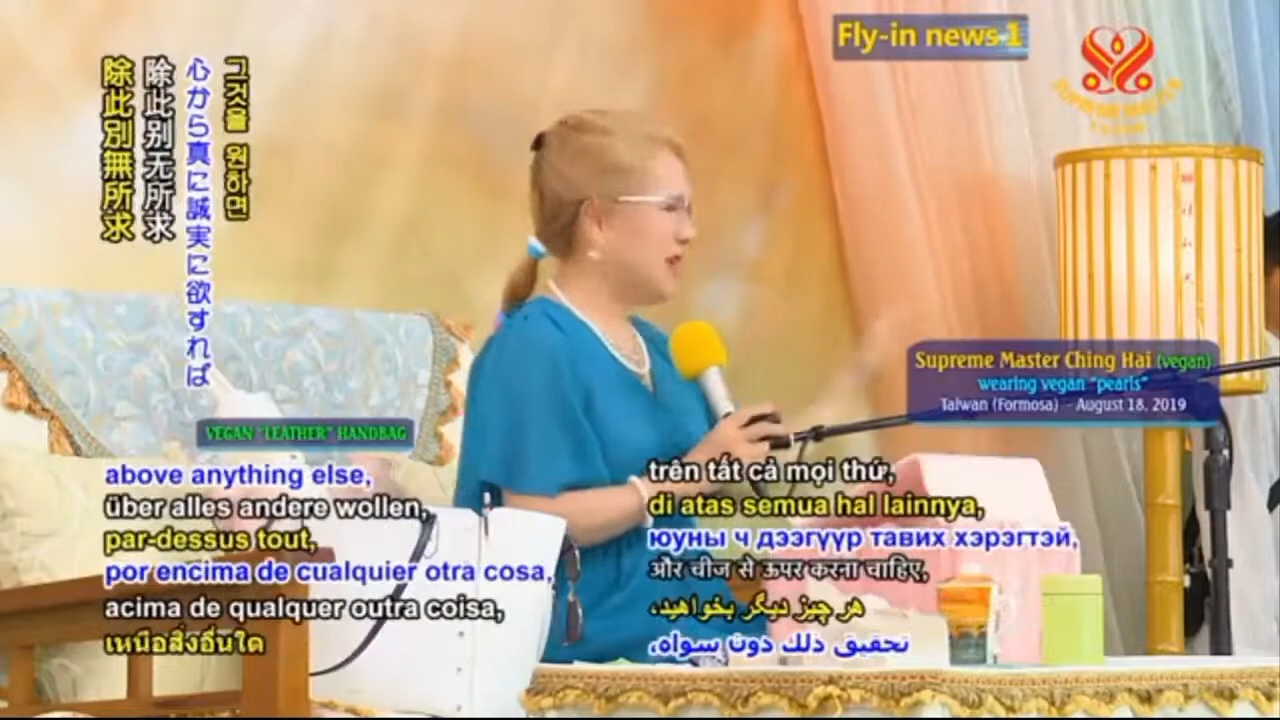 Fly-in news 1
그것을 원하면
心から真に誠実に欲すれば
除此别无所求
除此別無所求
Supreme Master Ching Hai (vegan)
wearing vegan "pearls"
Taiwan (Formosa) - August 18, 2019
VEGAN "LEATHER" HANDBAG
above anything else,
über alles andere wollen,
par-dessus tout,
por encima de cualquier otra cosa,
acima de qualquer outra coisa,
เหนือสิ่งอื่นใด
trên tất cả mọi thứ,
di atas semua hal lainnya,
юуны ч дээгүүр тавих хэрэгтэй,
और चीज से ऊपर करना चाहिए,
هر چیز دیگر بخواهید،
تحقيق ذلك دون سواه،